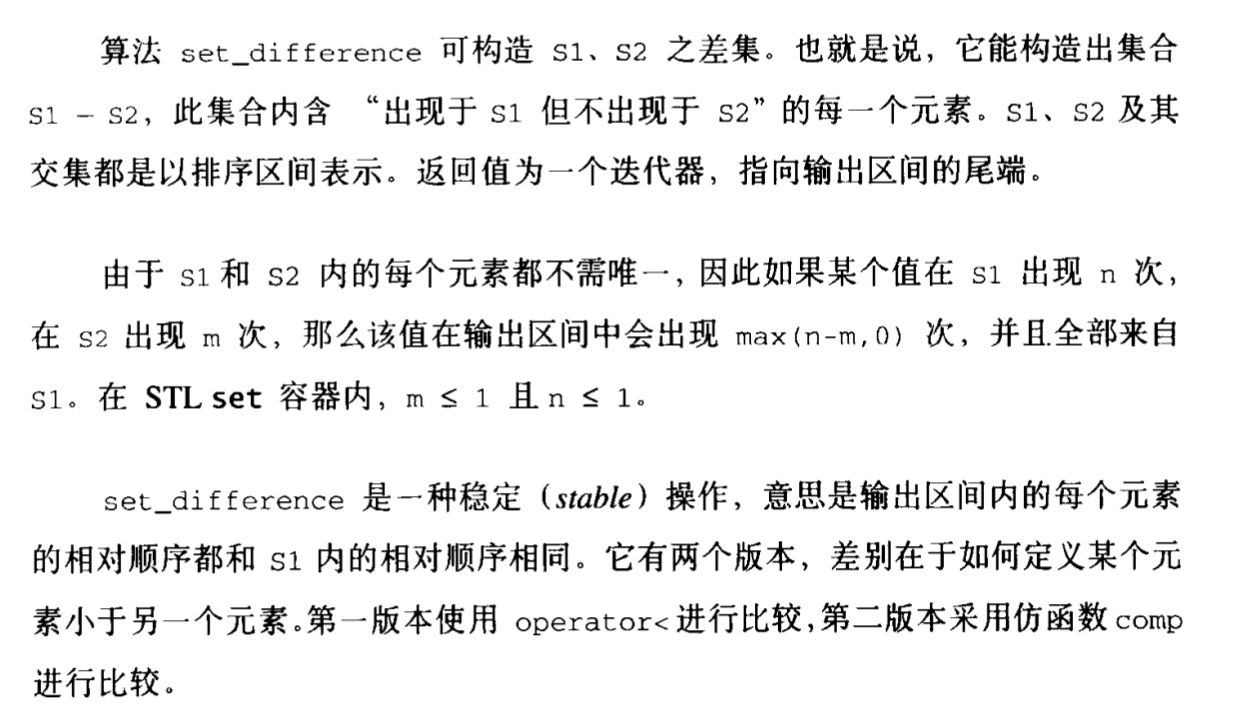 算法 set_difference 可构造 S1、S2 之差集。也就是说，它能构造出集合
S1 – S2，此集合内含 “出现于 S1 但不出现于 S2”的每一个元素。S1、S2 及其
交集都是以排序区间表示。返回值为一个迭代器，指向输出区间的尾端。
由于 S1 和 S2 内的每个元素都不需唯一，因此如果某个值在 S1 出现 n 次，
在 S2 出现 m 次，那么该值在输出区间中会出现 max(n-m,0) 次，并且全部来自
S1。在 STL set 容器内，m ≤ 1 且 n ≤ 1。
set_difference 是一种稳定（stable）操作，意思是输出区间内的每个元素
的相对顺序都和 S1 内的相对顺序相同。它有两个版本，差别在于如何定义某个元
素小于另一个元素。第一版本使用 operator< 进行比较，第二版本采用仿函数 comp
进行比较。